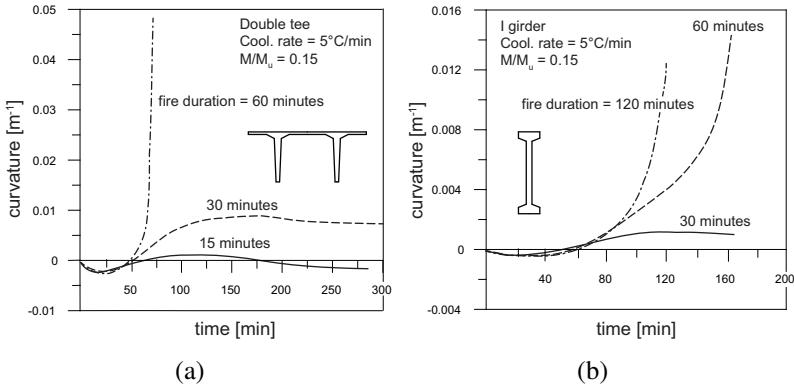 0.05
0.04
0.03
0.02
0.01
0
-0.01
curvature [m⁻¹]
Double tee
Cool. rate = 5°C/min
M/Mᵤ = 0.15
fire duration = 60 minutes
30 minutes
15 minutes
0 50 100 150 200 250 300
time [min]
(a)
0.016
0.012
0.008
0.004
0
-0.004
curvature [m⁻¹]
I girder
Cool. rate = 5°C/min
M/Mᵤ = 0.15
60 minutes
fire duration = 120 minutes
30 minutes
40 80 120 160 200
time [min]
(b)